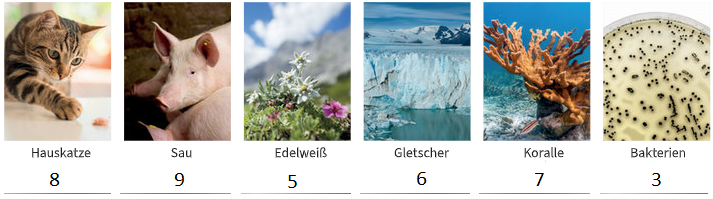 Hauskatze Sau Edelweiß Gletscher Koralle Bakterien
8 9 5 6 7 3